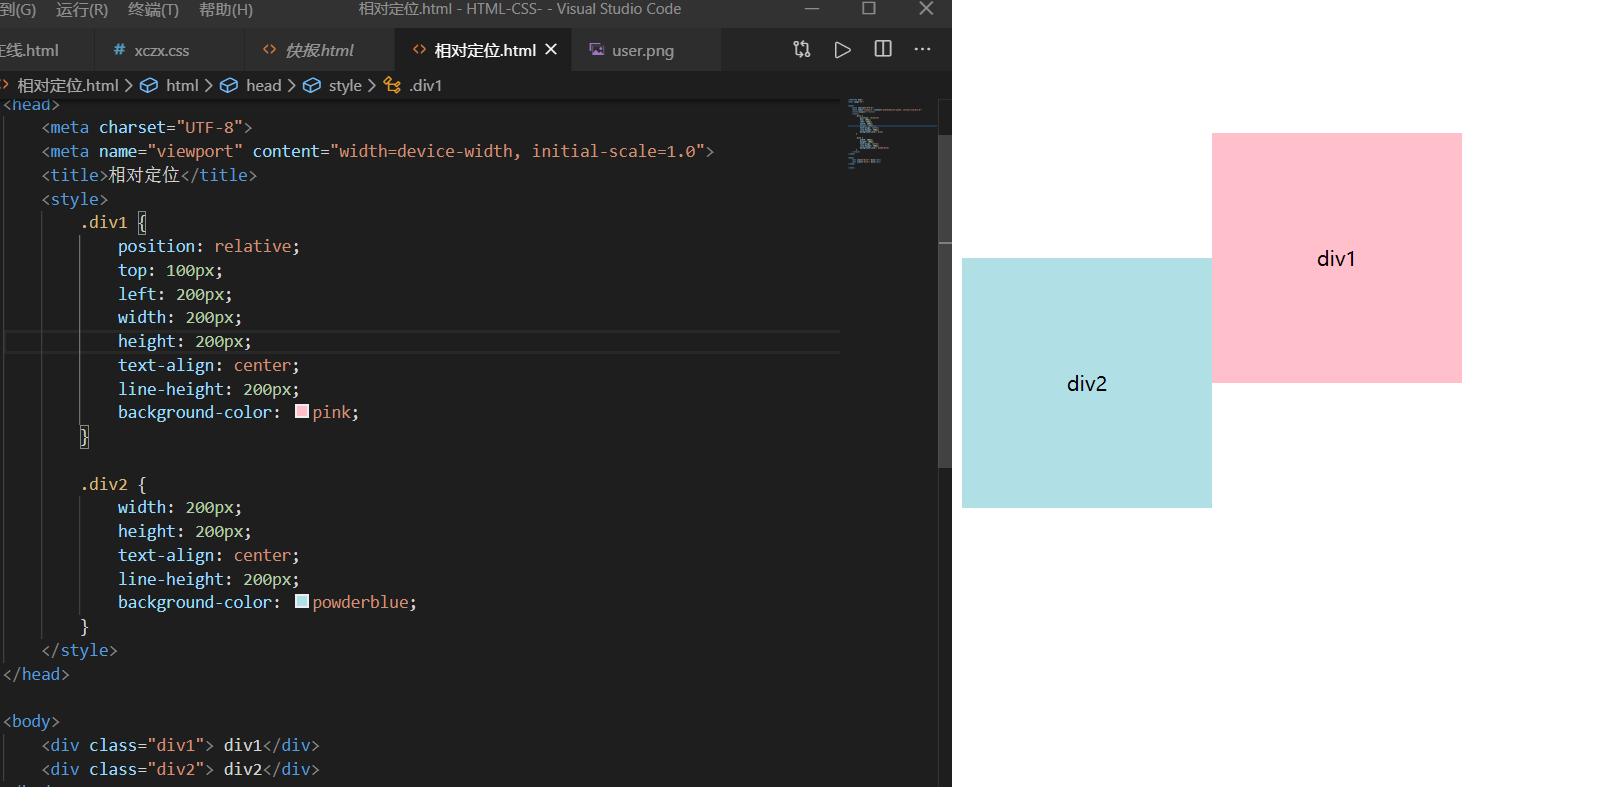 到(G) 运行(R) 终端(T) 帮助(H) 相对定位.html - HTML-CSS- - Visual Studio Code
在线.html # xczx.css <> 快报.html <> 相对定位.html × user.png ···
<> 相对定位.html > html > head > style > .div1
<head>
<meta charset="UTF-8">
<meta name="viewport" content="width=device-width, initial-scale=1.0">
<title>相对定位</title>
<style>
.div1 {
position: relative;
top: 100px;
left: 200px;
width: 200px;
height: 200px;
text-align: center;
line-height: 200px;
background-color: pink;
}
.div2 {
width: 200px;
height: 200px;
text-align: center;
line-height: 200px;
background-color: powderblue;
}
</style>
</head>
<body>
<div class="div1"> div1</div>
<div class="div2"> div2</div>
div1
div2